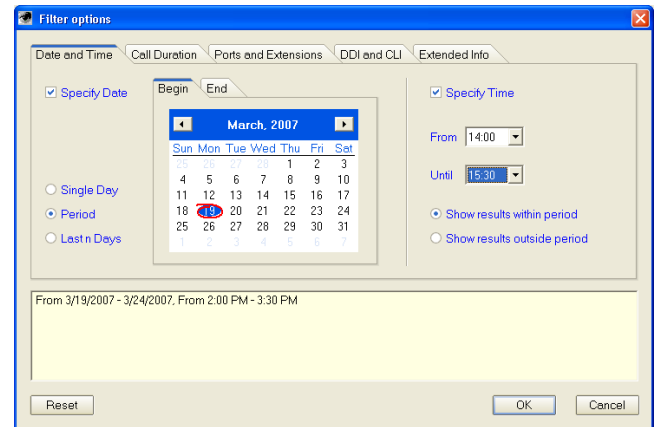 Filter options
Date and Time Call Duration Ports and Extensions DDI and CLI Extended Info
Specify Date
Begin End
March, 2007
Sun Mon Tue Wed Thu Fri Sat
25 26 27 28 1 2 3
4 5 6 7 8 9 10
11 12 13 14 15 16 17
18 19 20 21 22 23 24
25 26 27 28 29 30 31
1 2 3 4 5 6 7
Single Day
Period
Last n Days
Specify Time
From 14:00
Until 15:30
Show results within period
Show results outside period
From 3/19/2007 - 3/24/2007, From 2:00 PM - 3:30 PM
Reset OK Cancel